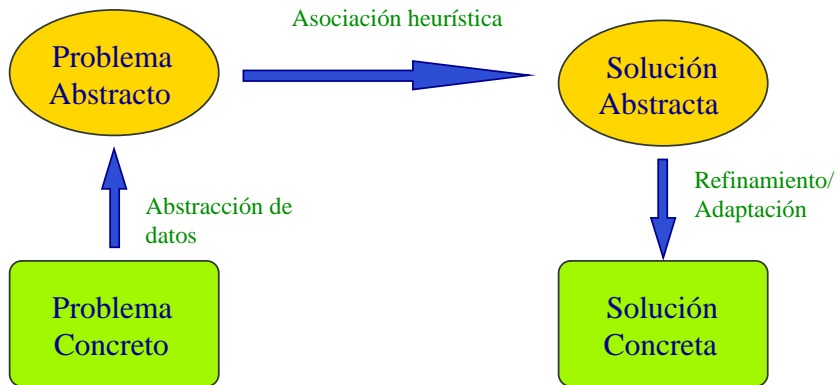 Asociación heurística
Problema
Abstracto
Solución
Abstracta
Abstracción de
datos
Refinamiento/
Adaptación
Problema
Concreto
Solución
Concreta